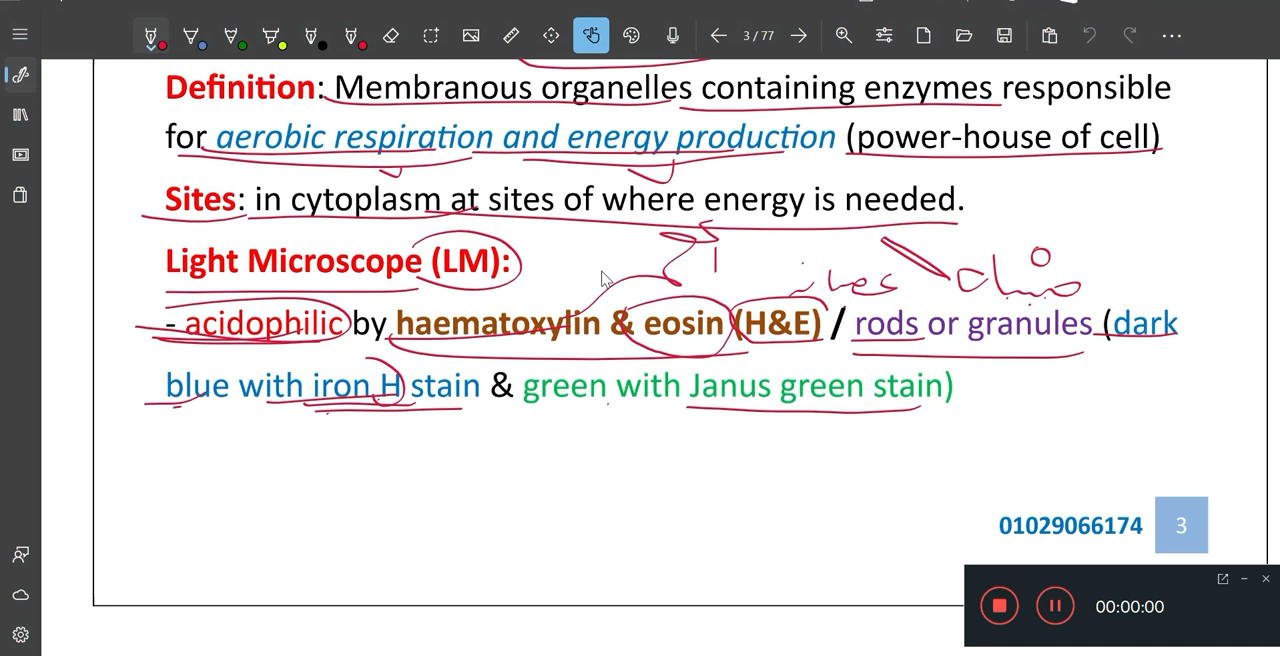 3 / 77
Definition: Membranous organelles containing enzymes responsible
for aerobic respiration and energy production (power-house of cell)
Sites: in cytoplasm at sites of where energy is needed.
Light Microscope (LM):
- acidophilic by haematoxylin & eosin (H&E) / rods or granules (dark
blue with iron H stain & green with Janus green stain)
01029066174 3
00:00:00